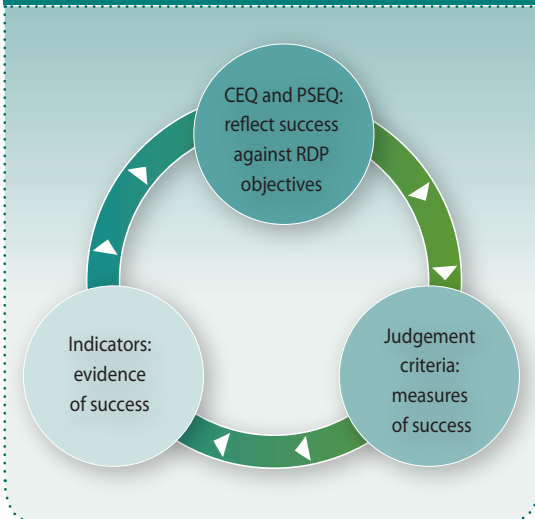 CEQ and PSEQ:
reflect success
against RDP
objectives
Judgement
criteria:
measures
of success
Indicators:
evidence
of success